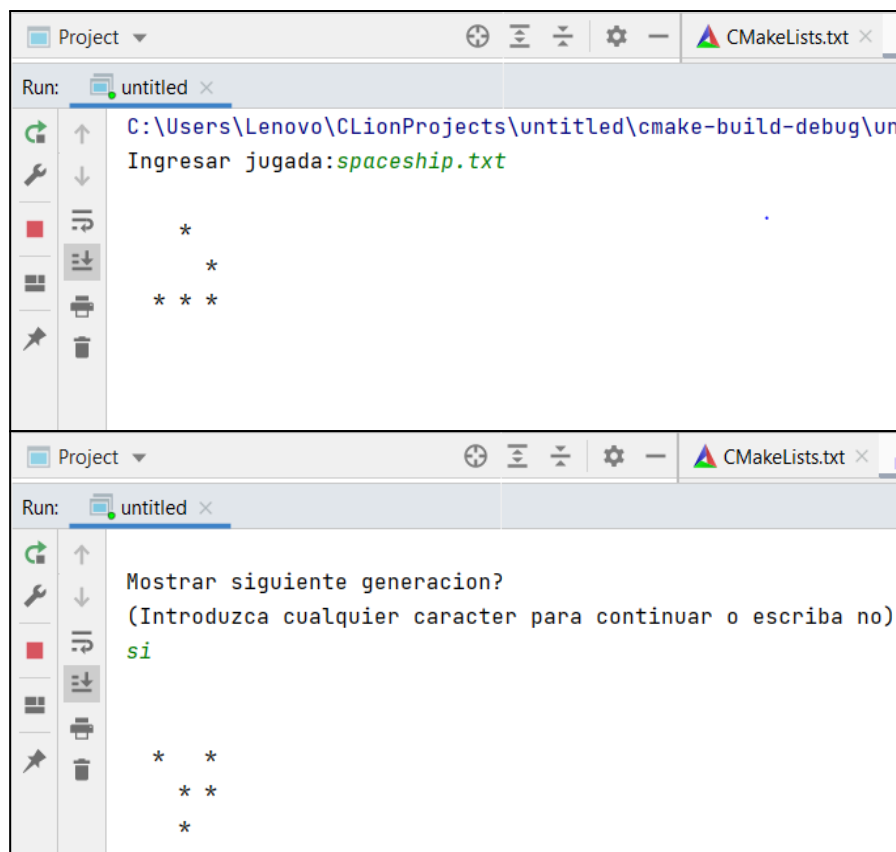 Project
CMakeLists.txt
Run: untitled
C:\Users\Lenovo\CLionProjects\untitled\cmake-build-debug\un
Ingresar jugada:spaceship.txt
    *
      *
  * * *
Project
CMakeLists.txt
Run: untitled
Mostrar siguiente generacion?
(Introduzca cualquier caracter para continuar o escriba no)
si
  *   *
    * *
    *